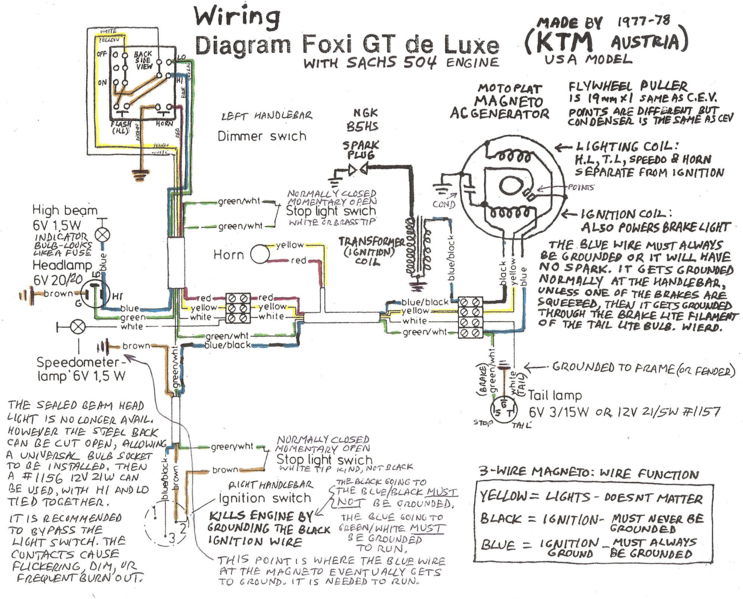 Wiring
Diagram Foxi GT de Luxe
WITH SACHS 504 ENGINE
MADE BY 1977-78
(KTM AUSTRIA)
USA MODEL
WHITE
YELLOW
OFF
ON
BACK
SIDE
VIEW
LO
HI
FLASH
(H.L)
HORN
RED
LEFT HANDLEBAR
Dimmer swich
NGK
B5HS
SPARK
PLUG
MOTOPLAT
MAGNETO
AC GENERATOR
FLYWHEEL PULLER
IS 19mm X1 SAME AS C.E.V.
POINTS ARE DIFFERENT BUT
CONDENSER IS THE SAME AS CEV
LIGHTING COIL:
H.L, T.L, SPEEDO & HORN
SEPARATE FROM IGNITION
POINTS
COND
IGNITION COIL:
ALSO POWERS BRAKE LIGHT
THE BLUE WIRE MUST ALWAYS
BE GROUNDED OR IT WILL HAVE
NO SPARK. IT GETS GROUNDED
NORMALLY AT THE HANDLEBAR,
UNLESS ONE OF THE BRAKES ARE
SQUEEZED, THEN IT GETS GROUNDED
THROUGH THE BRAKE LITE FILAMENT
OF THE TAIL LITE BULB. WIERD.
green/wht
green/wht
NORMALLY CLOSED
MOMENTARY OPEN
Stop light swich
WHITE OR BRASS TIP
High beam
6V 1,5W
INDICATOR
BULB-LOOKS
LIKE A FUSE
blue
Headlamp
6V 20/20
brown
LO
G
HI
Horn
yellow
red
TRANSFORMER
(IGNITION)
COIL
blue/black
black
yellow
blue
blue
green
white
red
yellow
white
red
yellow
white
blue/black
yellow
white
green/wht
green/wht
blue/black
Speedometer-
lamp' 6V 1,5 W
brown
green/wht
green/wht
white
(BRAKE)
(TAIL)
GROUNDED TO FRAME (OR FENDER)
S
G
T
STOP
TAIL
Tail lamp
6V 3/15W OR 12V 21/5W #1157
THE SEALED BEAM HEAD
LIGHT IS NO LONGER AVAIL.
HOWEVER THE STEEL BACK
CAN BE CUT OPEN, ALLOWING
A UNIVERSAL BULB SOCKET
TO BE INSTALLED. THEN
A #1156 12V 21W CAN
BE USED, WITH HI AND LO
TIED TOGETHER.
IT IS RECOMMENDED
TO BYPASS THE
LIGHT SWITCH. THE
CONTACTS CAUSE
FLICKERING, DIM, OR
FREQUENT BURN OUT.
green/wht
brown
NORMALLY CLOSED
MOMENTARY OPEN
Stop light swich
WHITE TIP KIND, NOT BLACK
blue/black
brown
1
2
3
RIGHT HANDLEBAR
Ignition switch
KILLS ENGINE BY
GROUNDING THE BLACK
IGNITION WIRE
THE BLACK GOING TO
THE BLUE/BLACK MUST
NOT BE GROUNDED,
THE BLUE GOING TO
GREEN/WHITE MUST
BE GROUNDED
TO RUN.
THIS POINT IS WHERE THE BLUE WIRE
AT THE MAGNETO EVENTUALLY GETS
TO GROUND. IT IS NEEDED TO RUN.
3-WIRE MAGNETO: WIRE FUNCTION
YELLOW = LIGHTS - DOESNT MATTER
BLACK = IGNITION - MUST NEVER BE
GROUNDED
BLUE = IGNITION - MUST ALWAYS
GROUND - BE GROUNDED